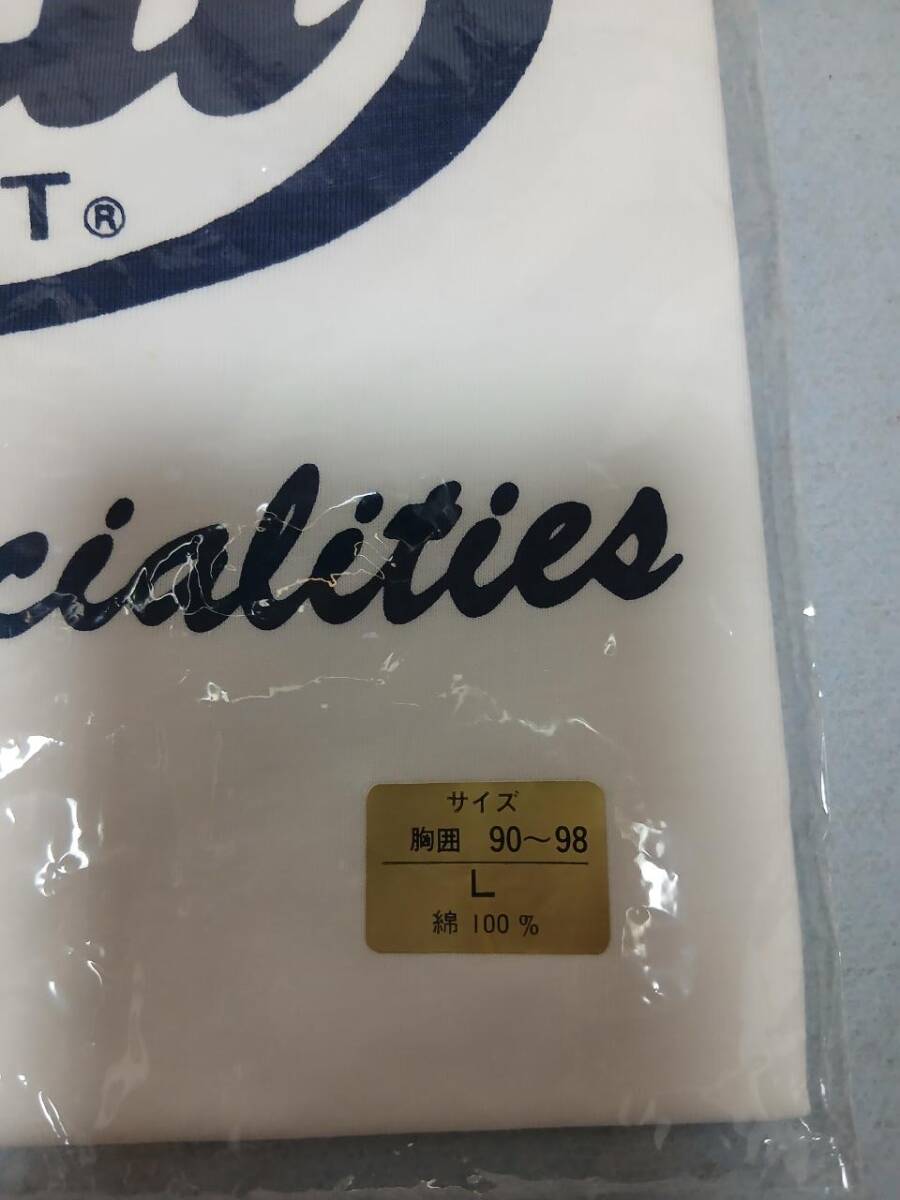 T®
cialities
サイズ
胸囲 90～98
L
綿 100%